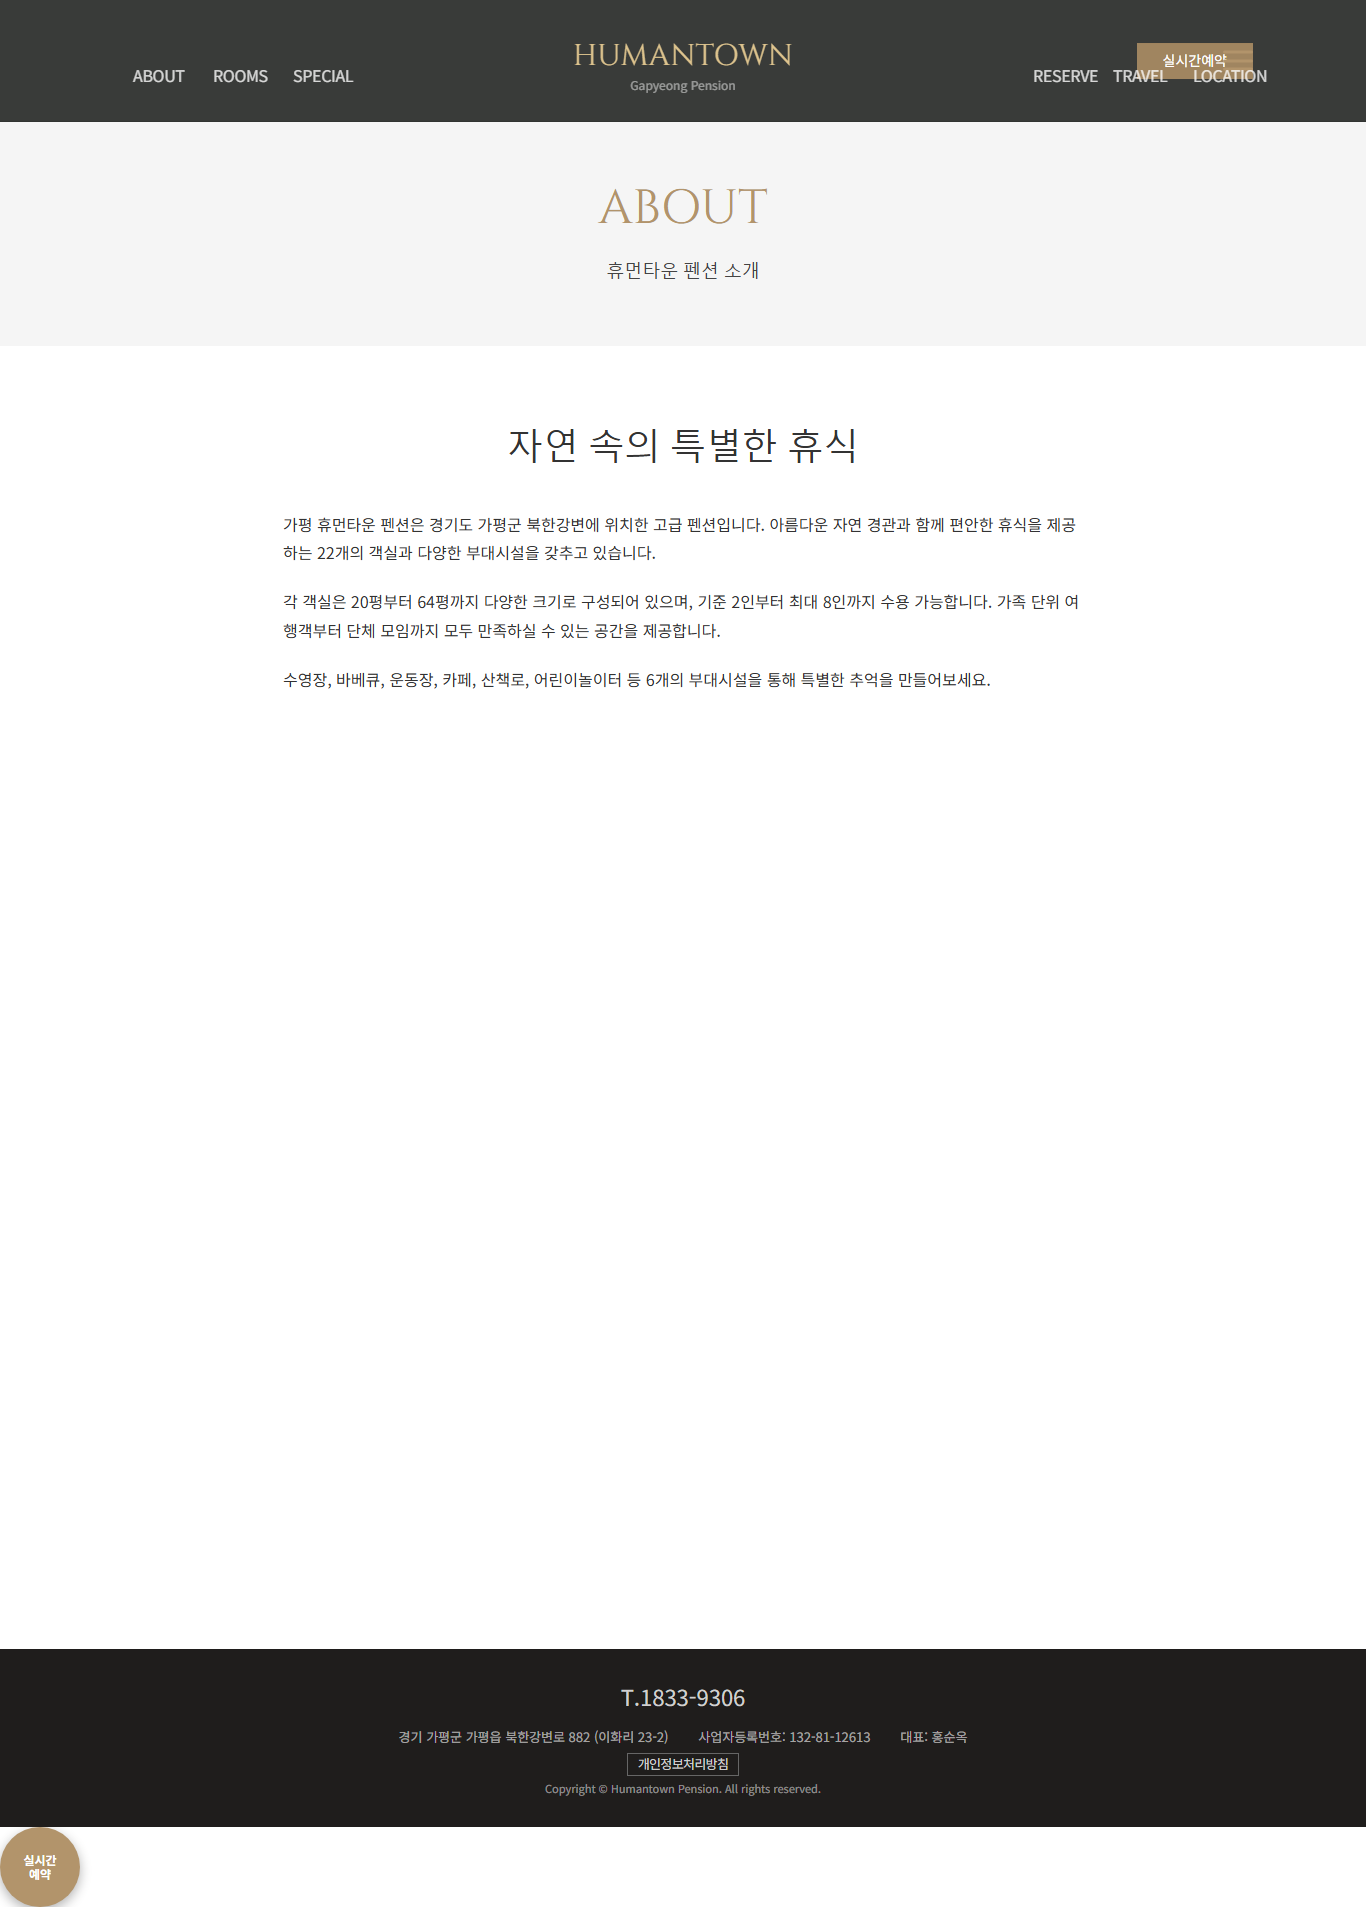 ABOUT ROOMS SPECIAL
HUMANTOWN
Gapyeong Pension
실시간예약
RESERVE TRAVEL LOCATION
ABOUT
휴먼타운 펜션 소개
자연 속의 특별한 휴식
가평 휴먼타운 펜션은 경기도 가평군 북한강변에 위치한 고급 펜션입니다. 아름다운 자연 경관과 함께 편안한 휴식을 제공
하는 22개의 객실과 다양한 부대시설을 갖추고 있습니다.
각 객실은 20평부터 64평까지 다양한 크기로 구성되어 있으며, 기준 2인부터 최대 8인까지 수용 가능합니다. 가족 단위 여
행객부터 단체 모임까지 모두 만족하실 수 있는 공간을 제공합니다.
수영장, 바베큐, 운동장, 카페, 산책로, 어린이놀이터 등 6개의 부대시설을 통해 특별한 추억을 만들어보세요.
T.1833-9306
경기 가평군 가평읍 북한강변로 882 (이화리 23-2) 사업자등록번호: 132-81-12613 대표: 홍순옥
개인정보처리방침
Copyright © Humantown Pension. All rights reserved.
실시간
예약